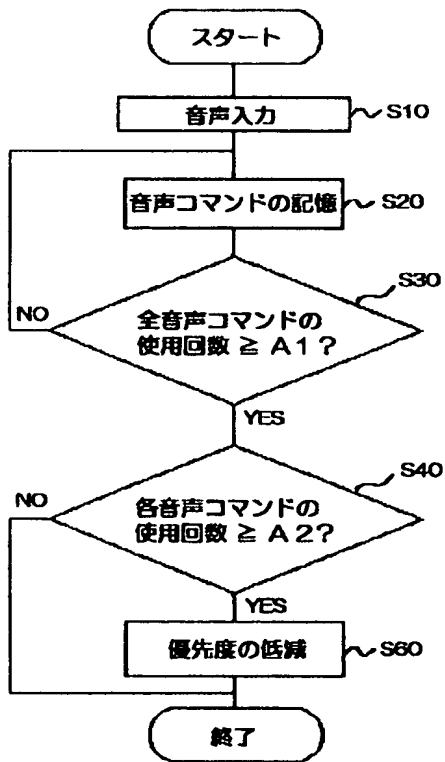 スタート
音声入力
S10
音声コマンドの記憶
S20
S30
NO
全音声コマンドの
使用回数 ≧ A1?
YES
S40
NO
各音声コマンドの
使用回数 ≧ A2?
YES
優先度の低減
S60
終了